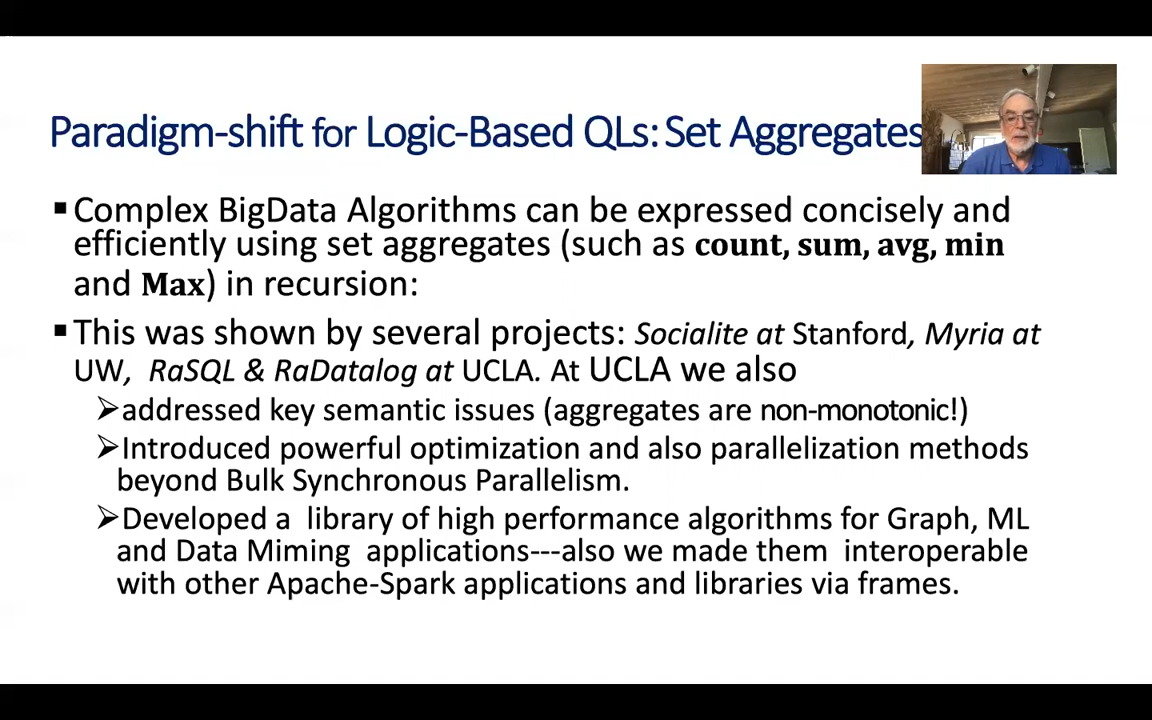 Paradigm-shift for Logic-Based QLs: Set Aggregates
▪Complex BigData Algorithms can be expressed concisely and
efficiently using set aggregates (such as count, sum, avg, min
and Max) in recursion:
▪This was shown by several projects: Socialite at Stanford, Myria at
UW, RaSQL & RaDatalog at UCLA. At UCLA we also
➢addressed key semantic issues (aggregates are non-monotonic!)
➢Introduced powerful optimization and also parallelization methods
beyond Bulk Synchronous Parallelism.
➢Developed a library of high performance algorithms for Graph, ML
and Data Miming applications---also we made them interoperable
with other Apache-Spark applications and libraries via frames.